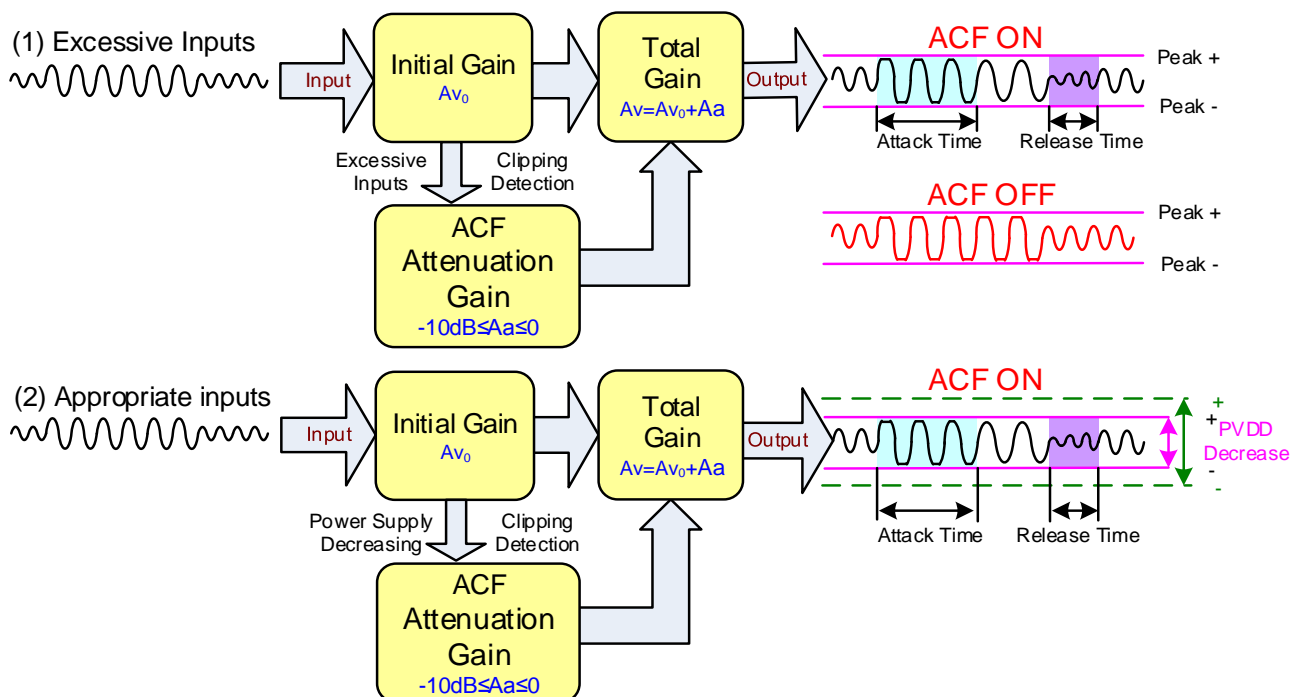 (1) Excessive Inputs
Input
Initial Gain
Av₀
Total
Gain
Av=Av₀+Aa
Output
ACF ON
Peak +
Peak -
Attack Time
Release Time
Excessive
Inputs
Clipping
Detection
ACF
Attenuation
Gain
-10dB≤Aa≤0
ACF OFF
Peak +
Peak -
(2) Appropriate inputs
Input
Initial Gain
Av₀
Total
Gain
Av=Av₀+Aa
Output
ACF ON
+
+
PVDD
Decrease
-
-
Attack Time
Release Time
Power Supply
Decreasing
Clipping
Detection
ACF
Attenuation
Gain
-10dB≤Aa≤0